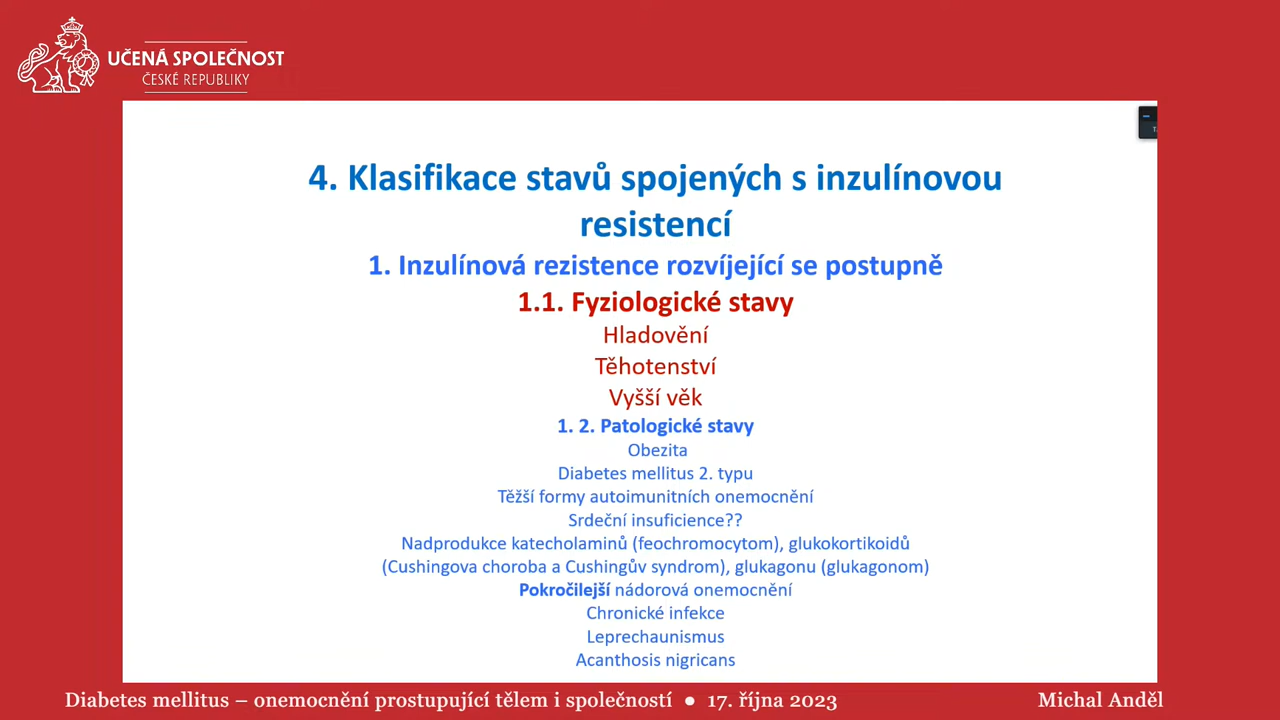 UČENÁ SPOLEČNOST
ČESKÉ REPUBLIKY
4. Klasifikace stavů spojených s inzulínovou
resistencí
1. Inzulínová rezistence rozvíjející se postupně
1.1. Fyziologické stavy
Hladovění
Těhotenství
Vyšší věk
1. 2. Patologické stavy
Obezita
Diabetes mellitus 2. typu
Těžší formy autoimunitních onemocnění
Srdeční insuficience??
Nadprodukce katecholaminů (feochromocytom), glukokortikoidů
(Cushingova choroba a Cushingův syndrom), glukagonu (glukagonom)
Pokročilejší nádorová onemocnění
Chronické infekce
Leprechaunismus
Acanthosis nigricans
Diabetes mellitus – onemocnění prostupující tělem i společností ● 17. října 2023 Michal Anděl